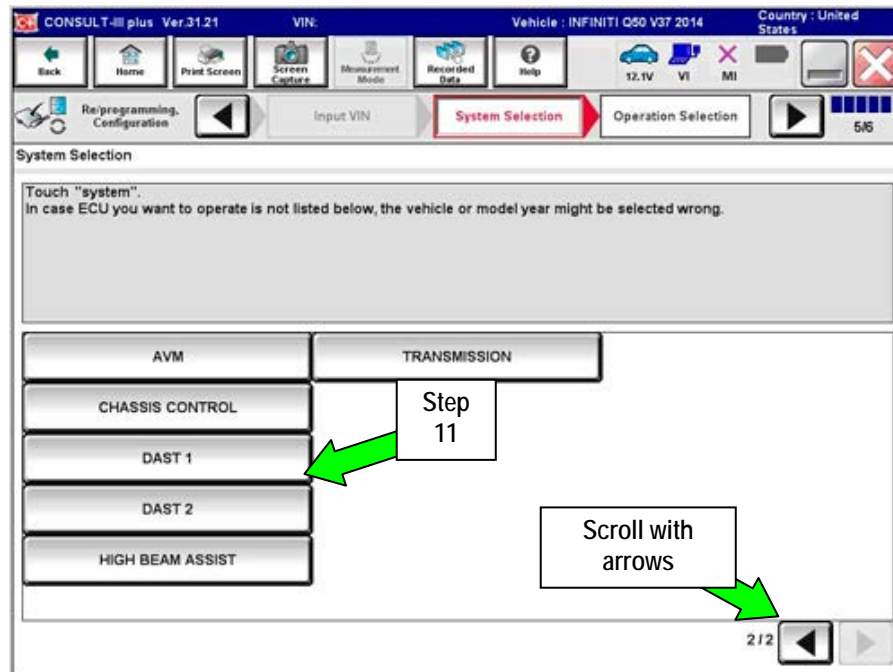 CONSULT-III plus Ver.31.21 VIN: Vehicle : INFINITI Q50 V37 2014 Country : United States
Back Home Print Screen Screen Capture Measurement Mode Recorded Data Help 12.1V VI MI
Re/programming, Configuration Input VIN System Selection Operation Selection 5/6
System Selection
Touch "system".
In case ECU you want to operate is not listed below, the vehicle or model year might be selected wrong.
AVM TRANSMISSION
CHASSIS CONTROL
Step
11
DAST 1
DAST 2
Scroll with
arrows
HIGH BEAM ASSIST
2/2